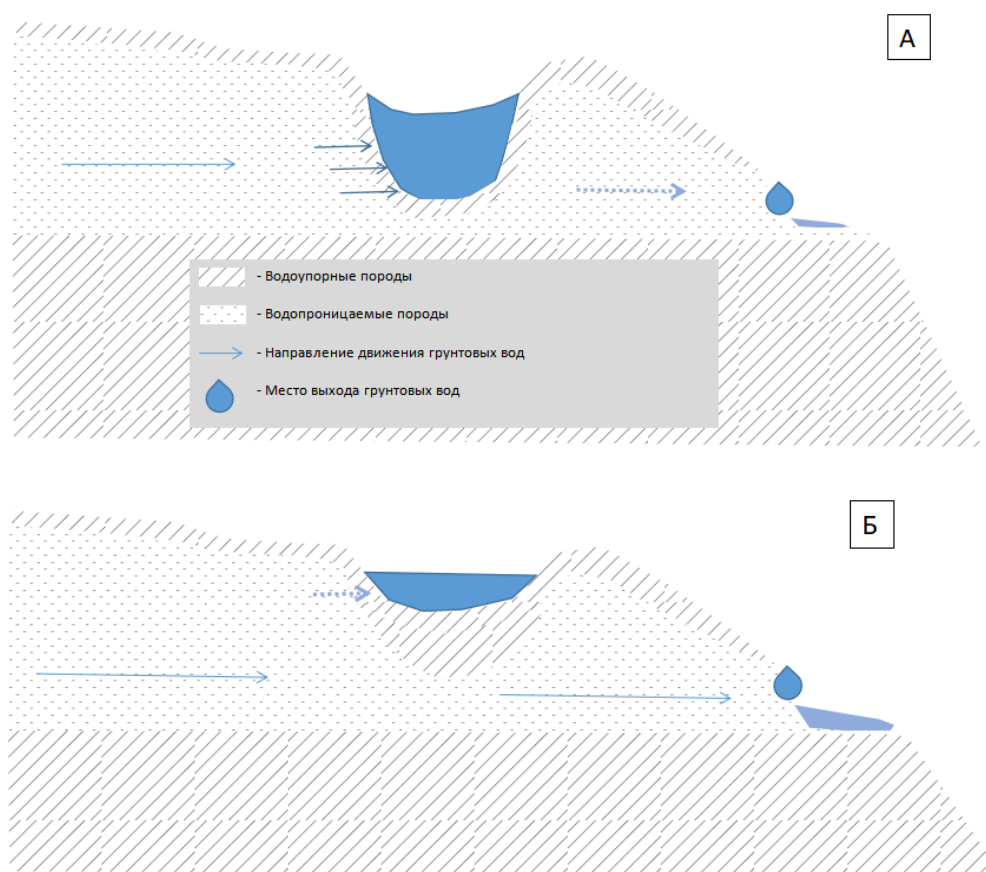 А
- Водоупорные породы
- Водопроницаемые породы
- Направление движения грунтовых вод
- Место выхода грунтовых вод
Б